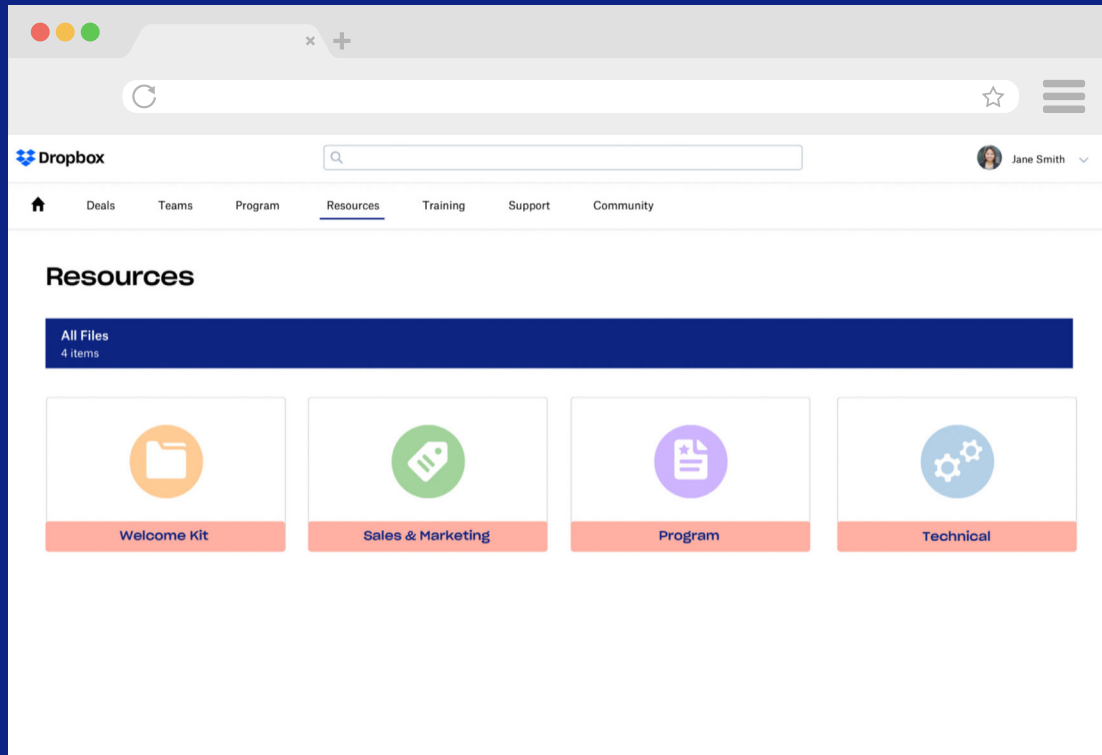 Dropbox
Jane Smith
Deals Teams Program Resources Training Support Community
Resources
All Files
4 items
Welcome Kit Sales & Marketing Program Technical